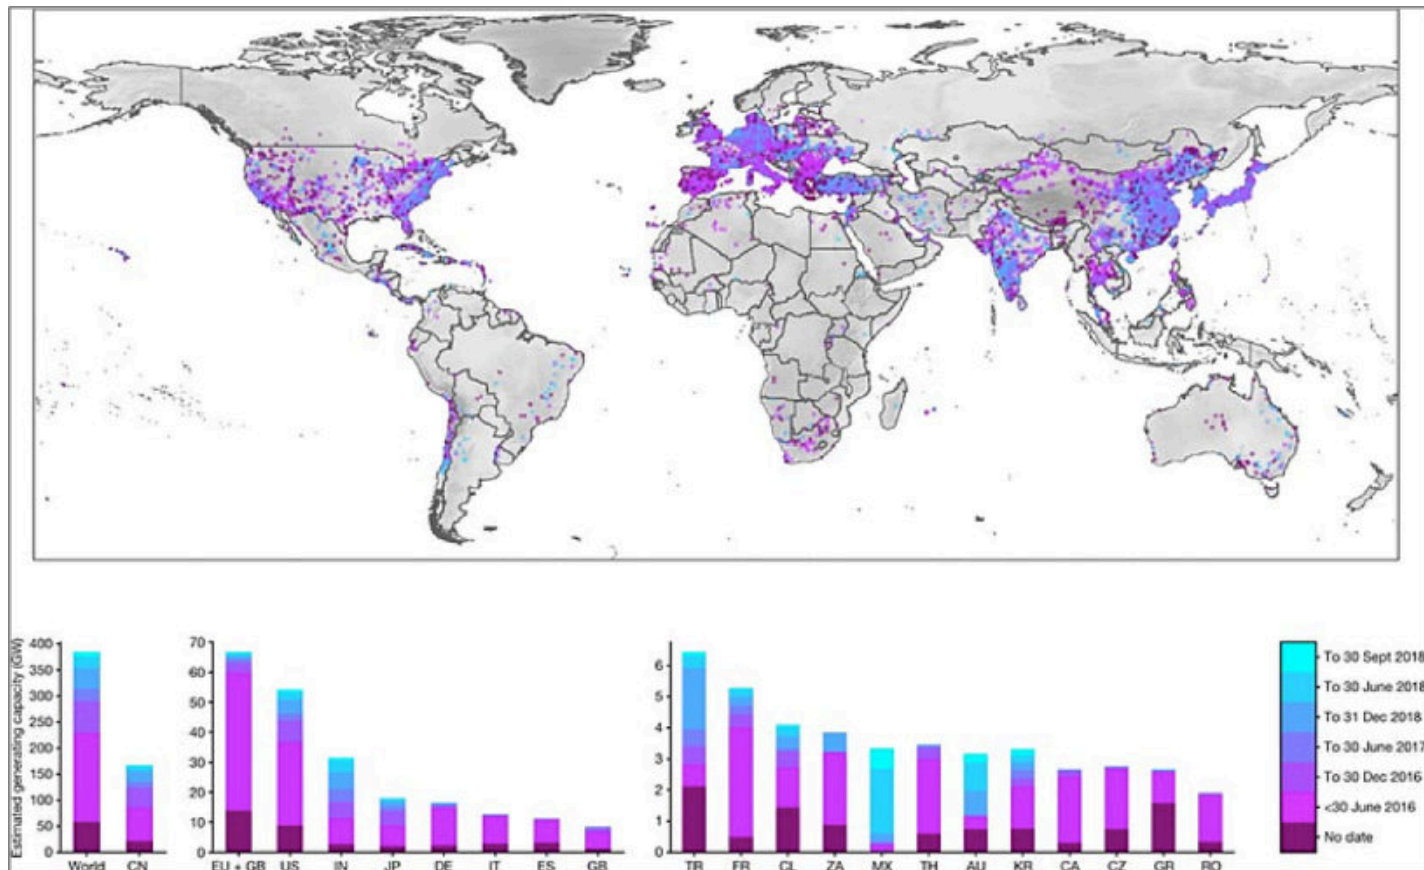 Estimated generating capacity (GW)
400
350
300
250
200
150
100
50
0
World CN
70
60
50
40
30
20
10
0
EU + GB US IN JP DE IT ES GB
6
5
4
3
2
1
0
TR FR CL ZA MX TH AU KR CA CZ GR RO
To 30 Sept 2018
To 30 June 2018
To 31 Dec 2018
To 30 June 2017
To 30 Dec 2016
<30 June 2016
No date